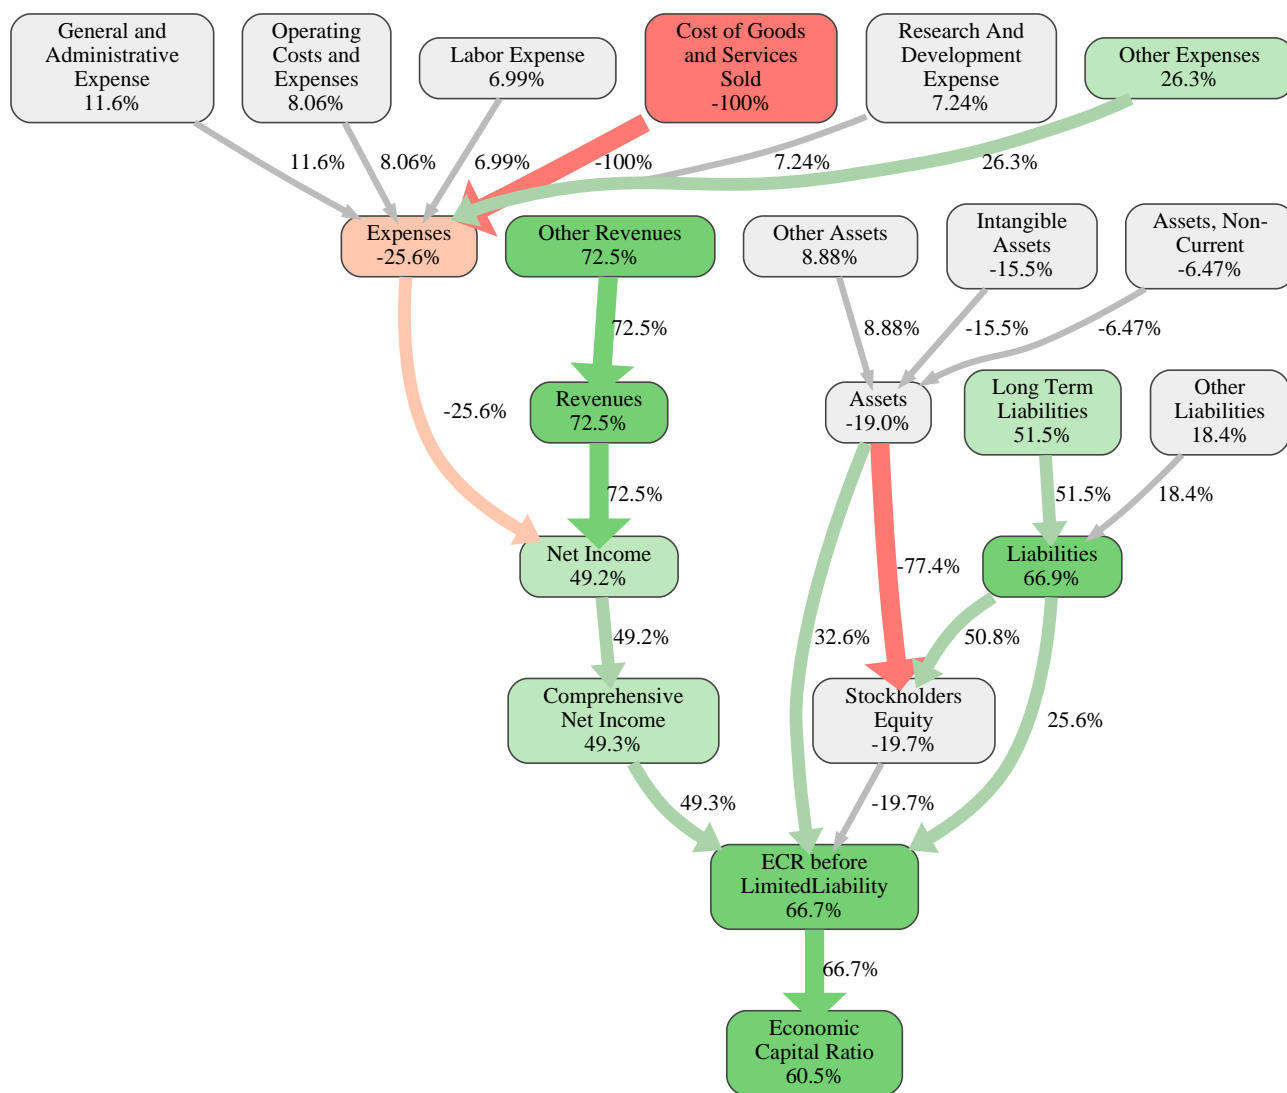 General and
Administrative
Expense
11.6%
Operating
Costs and
Expenses
8.06%
Labor Expense
6.99%
Cost of Goods
and Services
Sold
-100%
Research And
Development
Expense
7.24%
Other Expenses
26.3%
11.6%
8.06%
6.99%
-100%
7.24%
26.3%
Expenses
-25.6%
Other Revenues
72.5%
Other Assets
8.88%
Intangible
Assets
-15.5%
Assets, Non-
Current
-6.47%
72.5%
8.88%
-15.5%
-6.47%
-25.6%
Revenues
72.5%
Assets
-19.0%
Long Term
Liabilities
51.5%
Other
Liabilities
18.4%
72.5%
51.5%
18.4%
Net Income
49.2%
-77.4%
Liabilities
66.9%
49.2%
32.6%
50.8%
25.6%
Comprehensive
Net Income
49.3%
Stockholders
Equity
-19.7%
49.3%
-19.7%
ECR before
LimitedLiability
66.7%
66.7%
Economic
Capital Ratio
60.5%